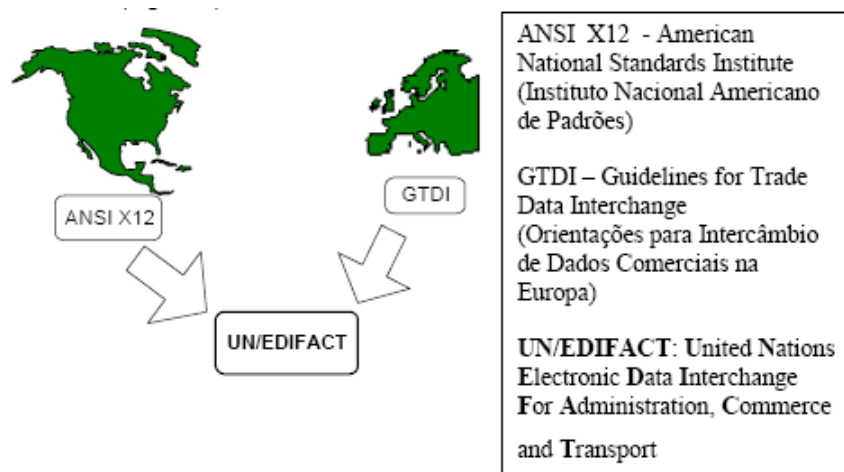 ANSI X12
GTDI
UN/EDIFACT
ANSI X12 - American
National Standards Institute
(Instituto Nacional Americano
de Padrões)
GTDI – Guidelines for Trade
Data Interchange
(Orientações para Intercâmbio
de Dados Comerciais na
Europa)
UN/EDIFACT: United Nations
Electronic Data Interchange
For Administration, Commerce
and Transport